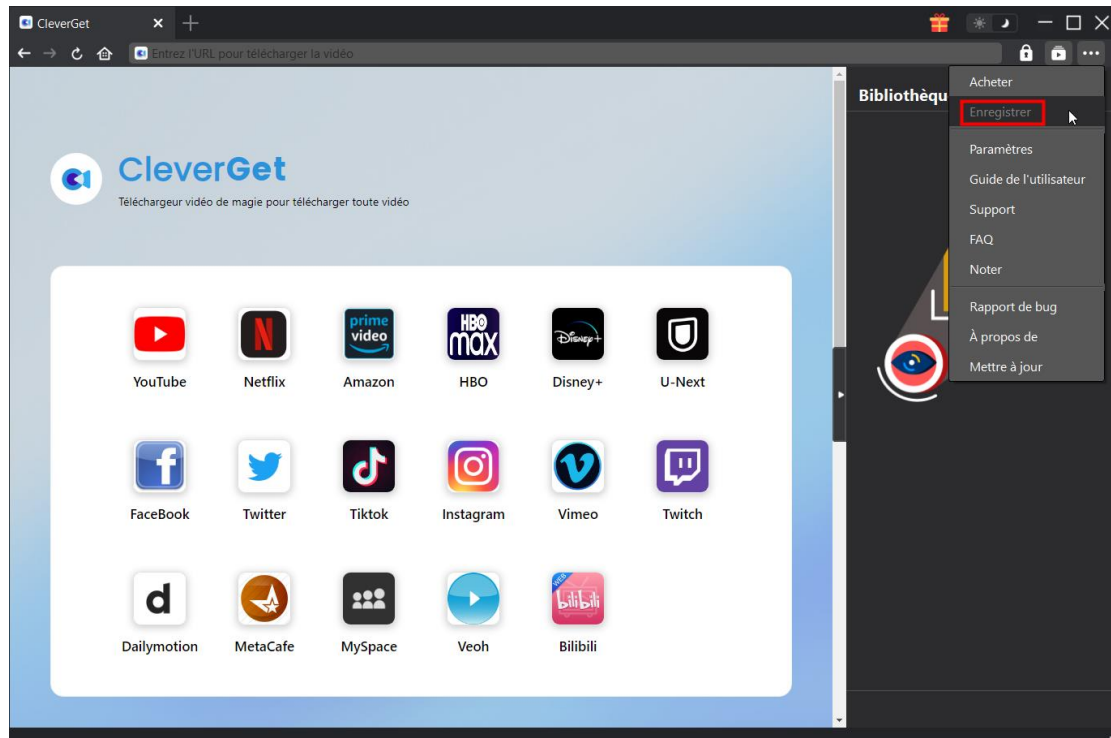 CleverGet
Entrez l'URL pour télécharger la vidéo
Acheter
Enregistrer
Paramètres
Guide de l'utilisateur
Support
FAQ
Noter
Rapport de bug
À propos de
Mettre à jour
Bibliothèqu
CleverGet
Téléchargeur vidéo de magie pour télécharger toute vidéo
prime video
HBO max
Disney+
YouTube Netflix Amazon HBO Disney+ U-Next
FaceBook Twitter Tiktok Instagram Vimeo Twitch
WEB
bilibili
Dailymotion MetaCafe MySpace Veoh Bilibili